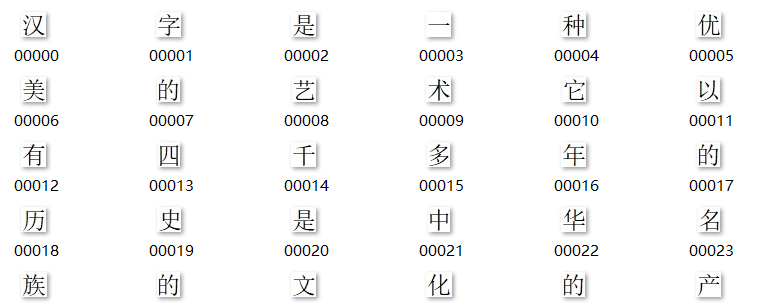 汉 字 是 一 种 优
00000 00001 00002 00003 00004 00005
美 的 艺 术 它 以
00006 00007 00008 00009 00010 00011
有 四 千 多 年 的
00012 00013 00014 00015 00016 00017
历 史 是 中 华 名
00018 00019 00020 00021 00022 00023
族 的 文 化 的 产